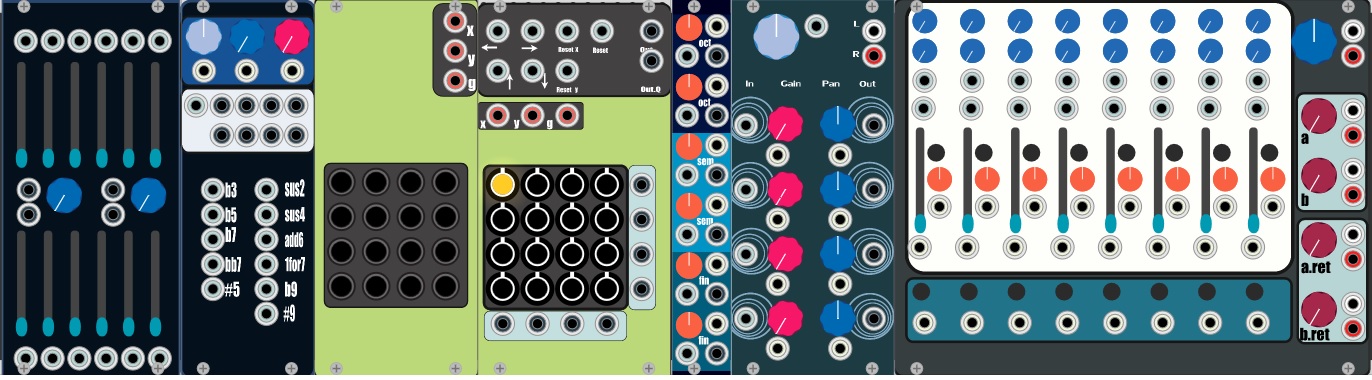 b3
b5
b7
bb7
#5
sus2
sus4
add6
1for7
b9
#9
x
y
g
Reset X
Reset
Reset y
Out.Q
x
y
g
oct
oct
sem
sem
fin
fin
L
R
In
Gain
Pan
Out
a
b
a.ret
b.ret